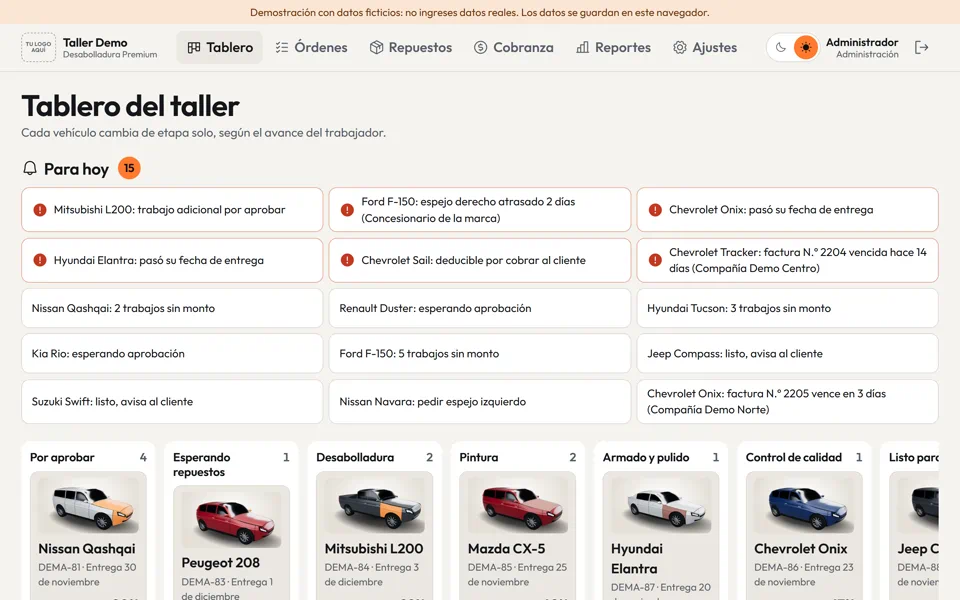 Demostración con datos ficticios: no ingreses datos reales. Los datos se guardan en este navegador.
TU LOGO
AQUÍ
Taller Demo
Desabolladura Premium
Tablero
Órdenes
Repuestos
Cobranza
Reportes
Ajustes
Administrador
Administración
Tablero del taller
Cada vehículo cambia de etapa solo, según el avance del trabajador.
Para hoy 15
Mitsubishi L200: trabajo adicional por aprobar
Ford F-150: espejo derecho atrasado 2 días
(Concesionario de la marca)
Chevrolet Onix: pasó su fecha de entrega
Hyundai Elantra: pasó su fecha de entrega
Chevrolet Sail: deducible por cobrar al cliente
Chevrolet Tracker: factura N.° 2204 vencida hace 14
días (Compañía Demo Centro)
Nissan Qashqai: 2 trabajos sin monto
Renault Duster: esperando aprobación
Hyundai Tucson: 3 trabajos sin monto
Kia Rio: esperando aprobación
Ford F-150: 5 trabajos sin monto
Jeep Compass: listo, avisa al cliente
Suzuki Swift: listo, avisa al cliente
Nissan Navara: pedir espejo izquierdo
Chevrolet Onix: factura N.° 2205 vence en 3 días
(Compañía Demo Norte)
Por aprobar 4
Nissan Qashqai
DEMA-81 · Entrega 30
de noviembre
Esperando
repuestos 1
Peugeot 208
DEMA-83 · Entrega 1
de diciembre
Desabolladura 2
Mitsubishi L200
DEMA-84 · Entrega 3
de diciembre
Pintura 2
Mazda CX-5
DEMA-85 · Entrega 25
de noviembre
Armado y pulido 1
Hyundai
Elantra
DEMA-87 · Entrega 20
Control de calidad 1
Chevrolet Onix
DEMA-86 · Entrega 23
de noviembre
Listo para
Jeep C
DEMA-88
de noviem